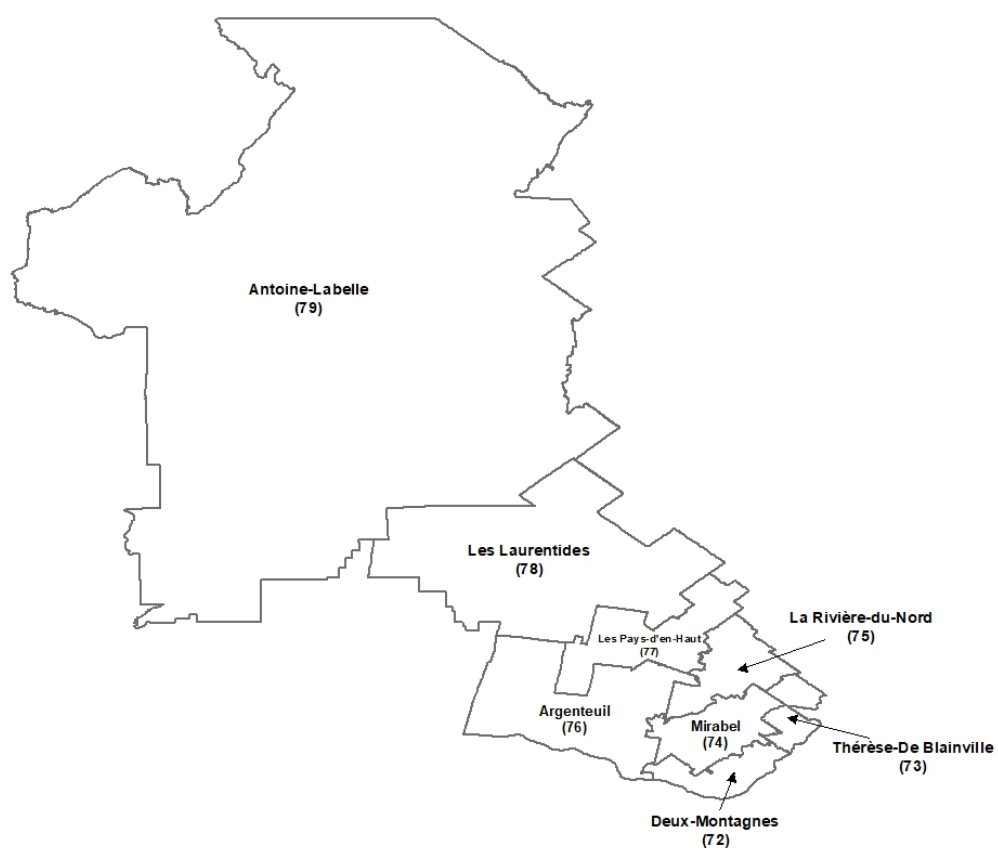 Antoine-Labelle
(79)
Les Laurentides
(78)
La Rivière-du-Nord
(75)
Les Pays-d'en-Haut
(77)
Argenteuil
(76)
Mirabel
(74)
Thérèse-De Blainville
(73)
Deux-Montagnes
(72)